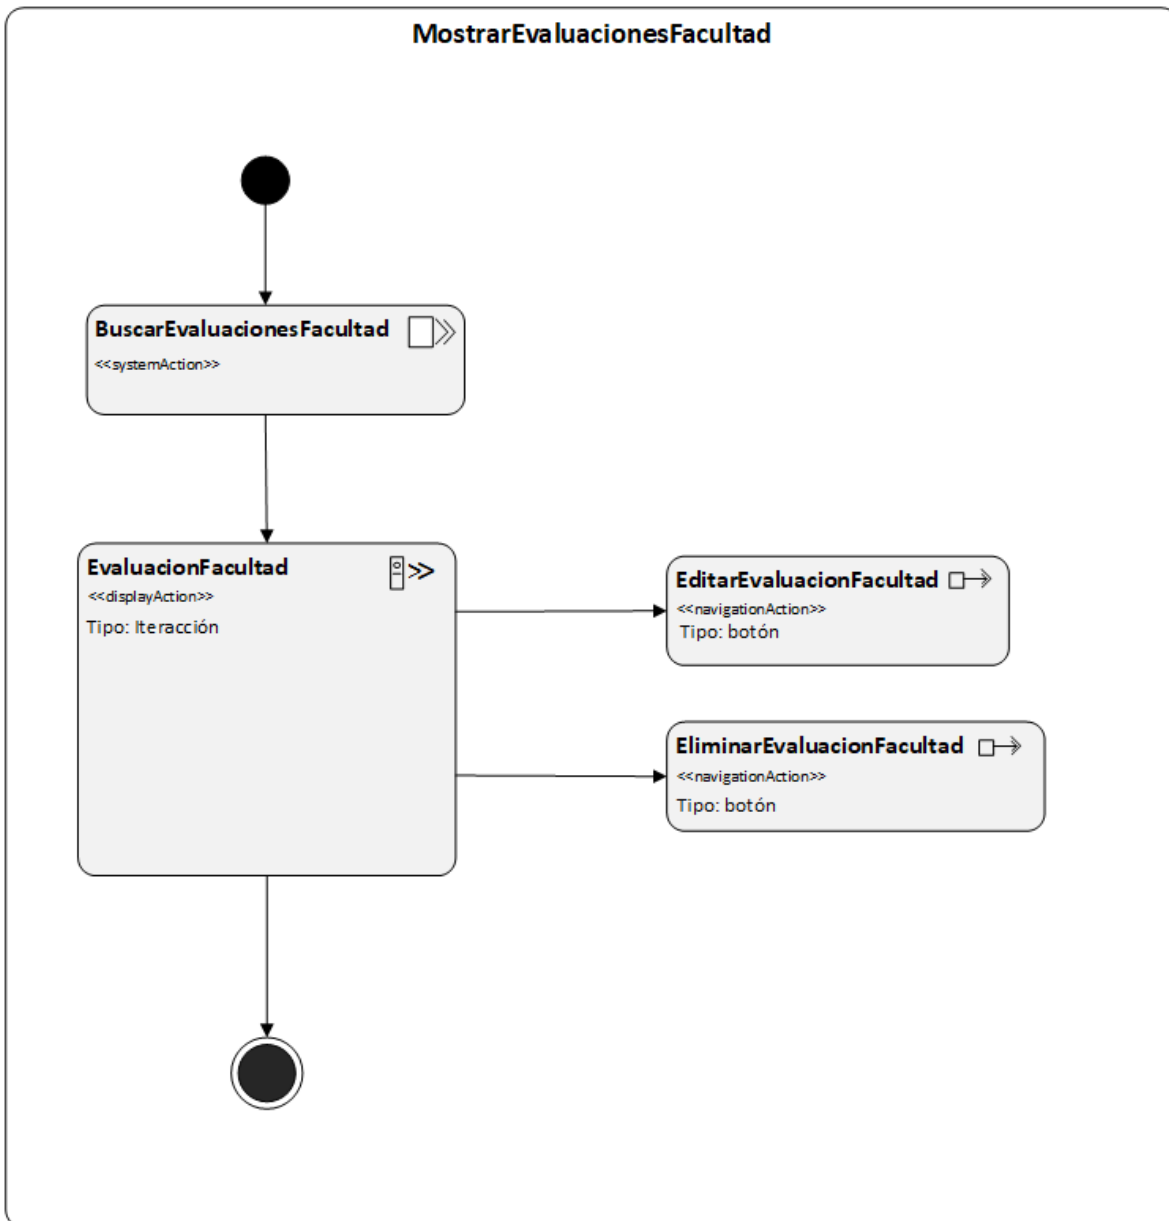 MostrarEvaluacionesFacultad
BuscarEvaluacionesFacultad
<<systemAction>>
EvaluacionFacultad
<<displayAction>>
Tipo: Iteracción
EditarEvaluacionFacultad
<<navigationAction>>
Tipo: botón
EliminarEvaluacionFacultad
<<navigationAction>>
Tipo: botón